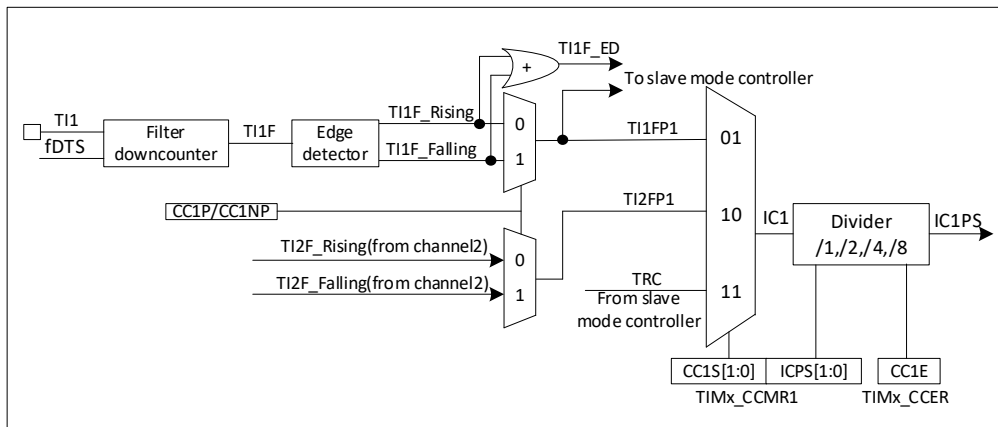 TI1F_ED
+
To slave mode controller
TI1
fDTS
Filter
downcounter
TI1F
Edge
detector
TI1F_Rising
TI1F_Falling
0
1
TI1FP1
01
CC1P/CC1NP
TI2FP1
10
IC1
Divider
/1,/2,/4,/8
IC1PS
TI2F_Rising(from channel2)
TI2F_Falling(from channel2)
0
1
TRC
From slave
mode controller
11
CC1S[1:0]
ICPS[1:0]
CC1E
TIMx_CCMR1
TIMx_CCER